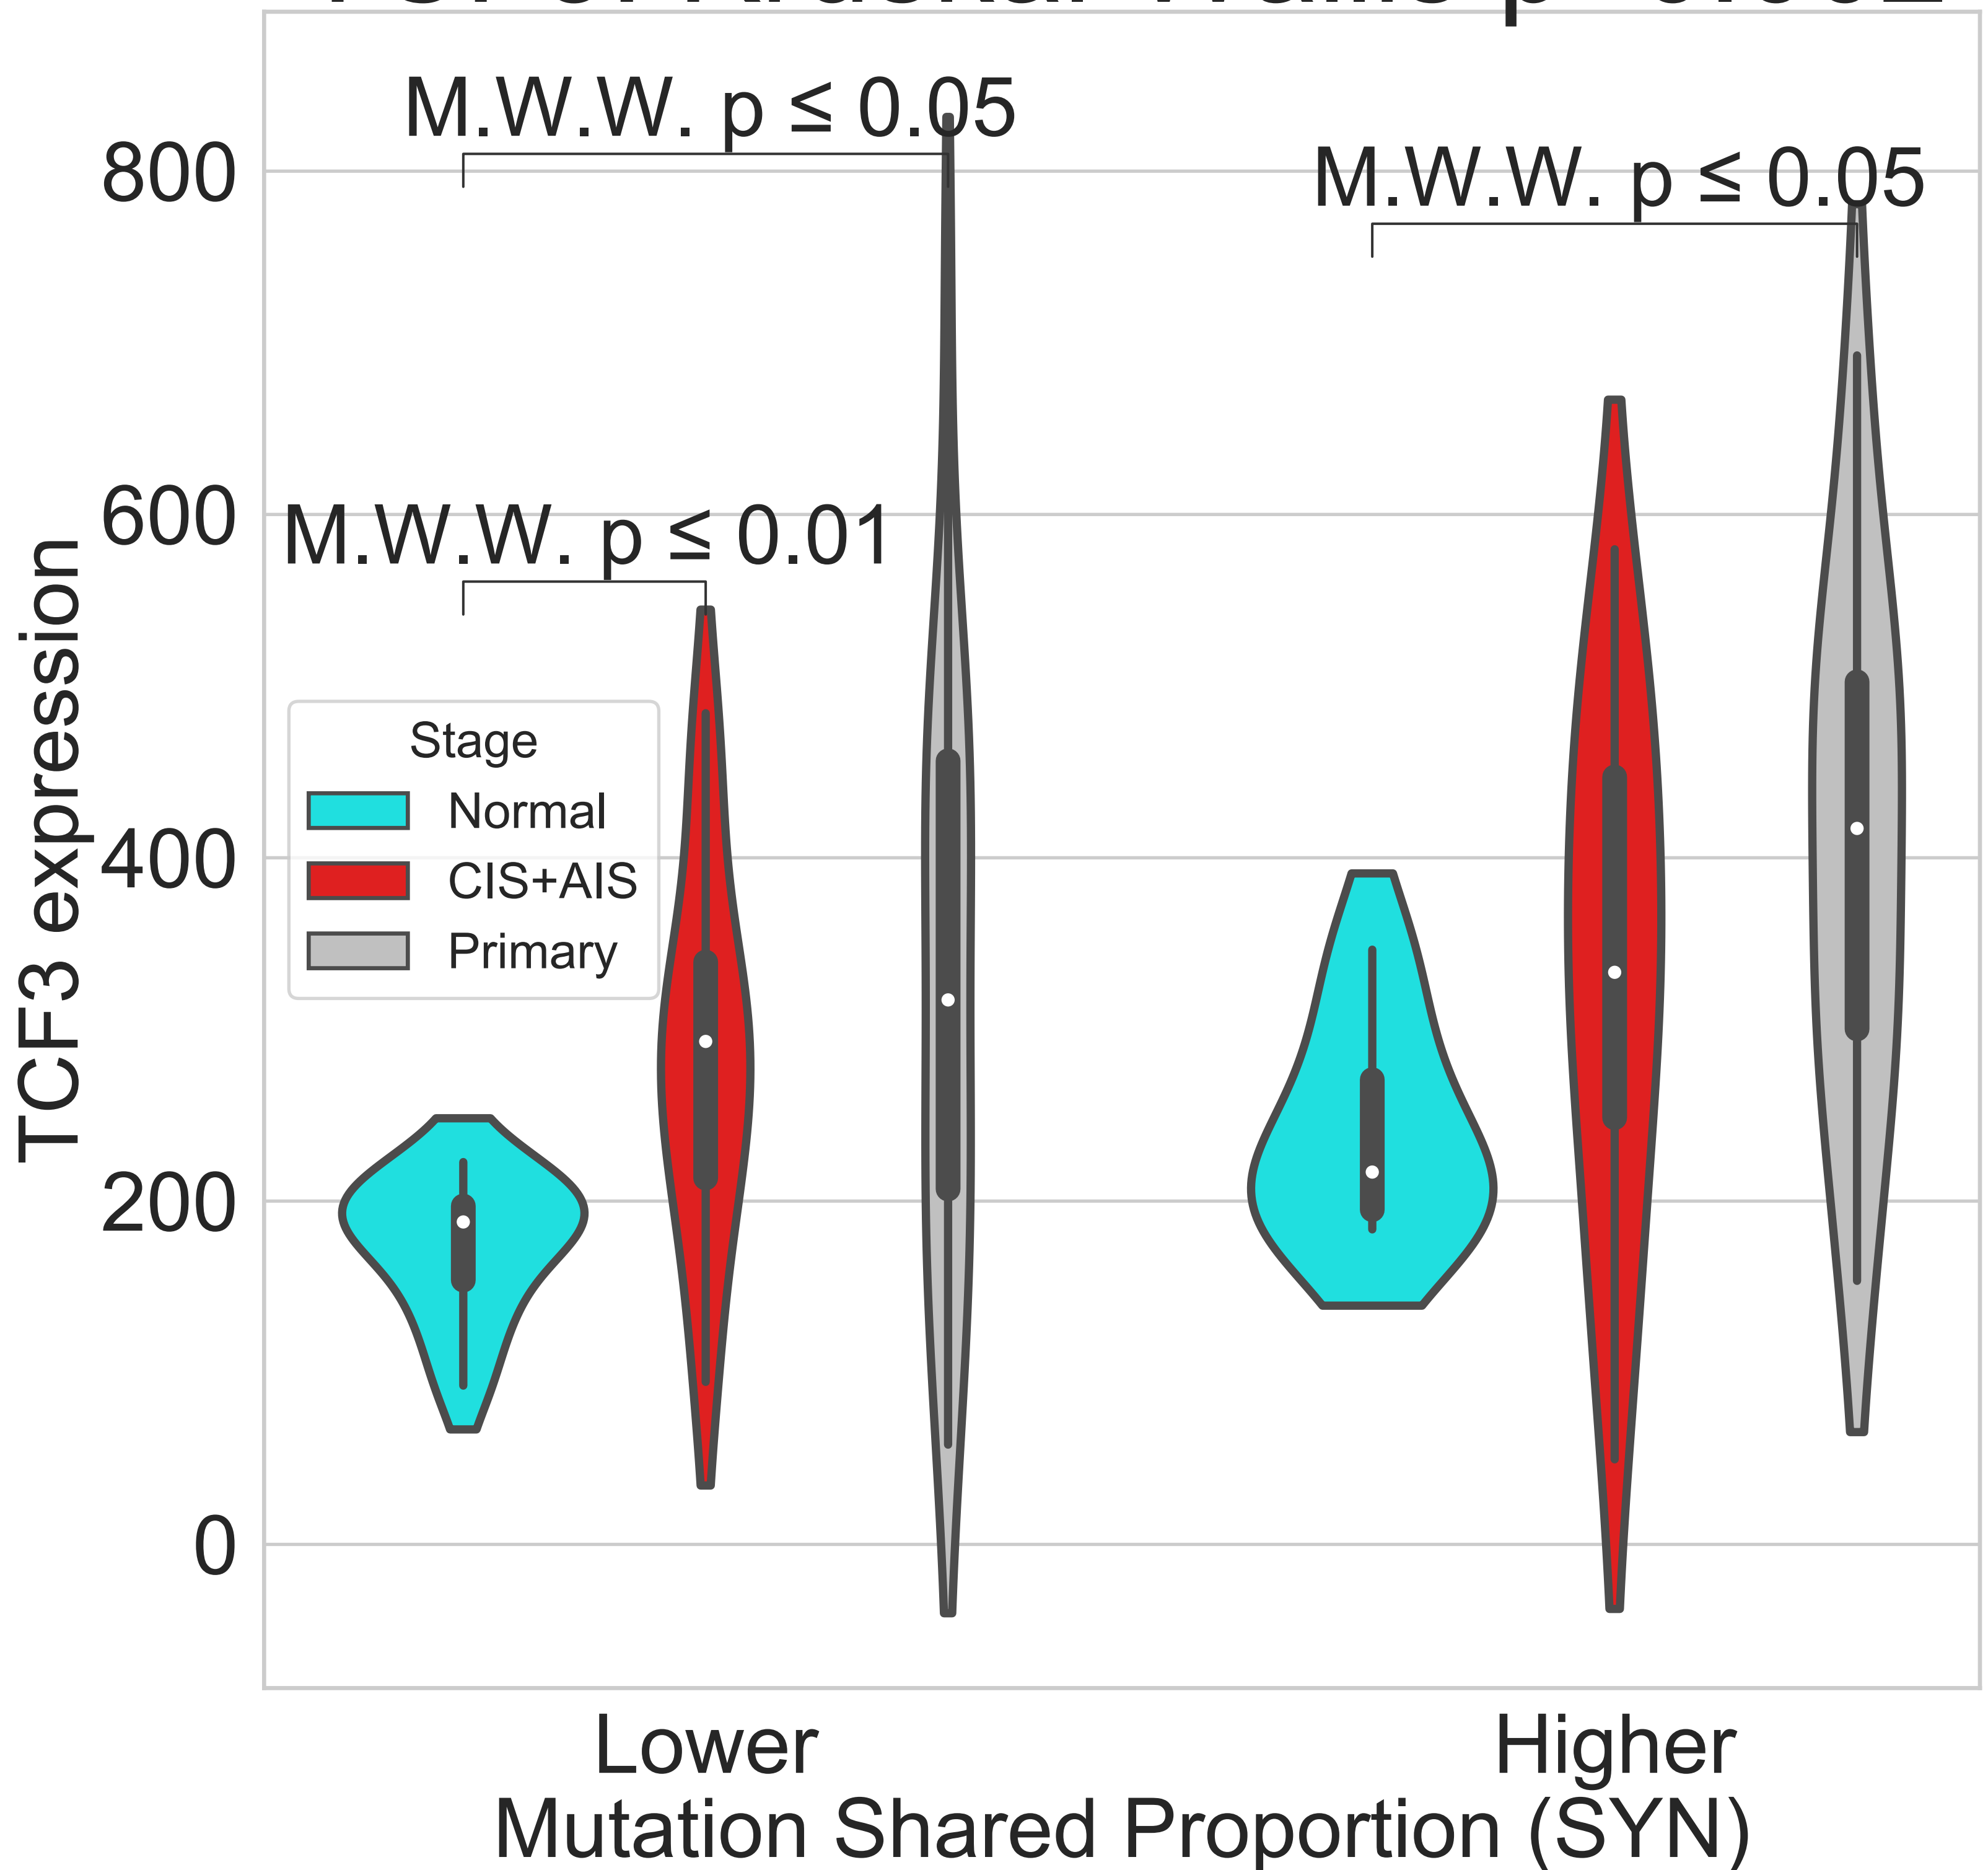 M.W.W. p ≤ 0.05
M.W.W. p ≤ 0.05
M.W.W. p ≤ 0.01
800
600
400
200
0
TCF3 expression
Stage
Normal
CIS+AIS
Primary
Lower
Higher
Mutation Shared Proportion (SYN)